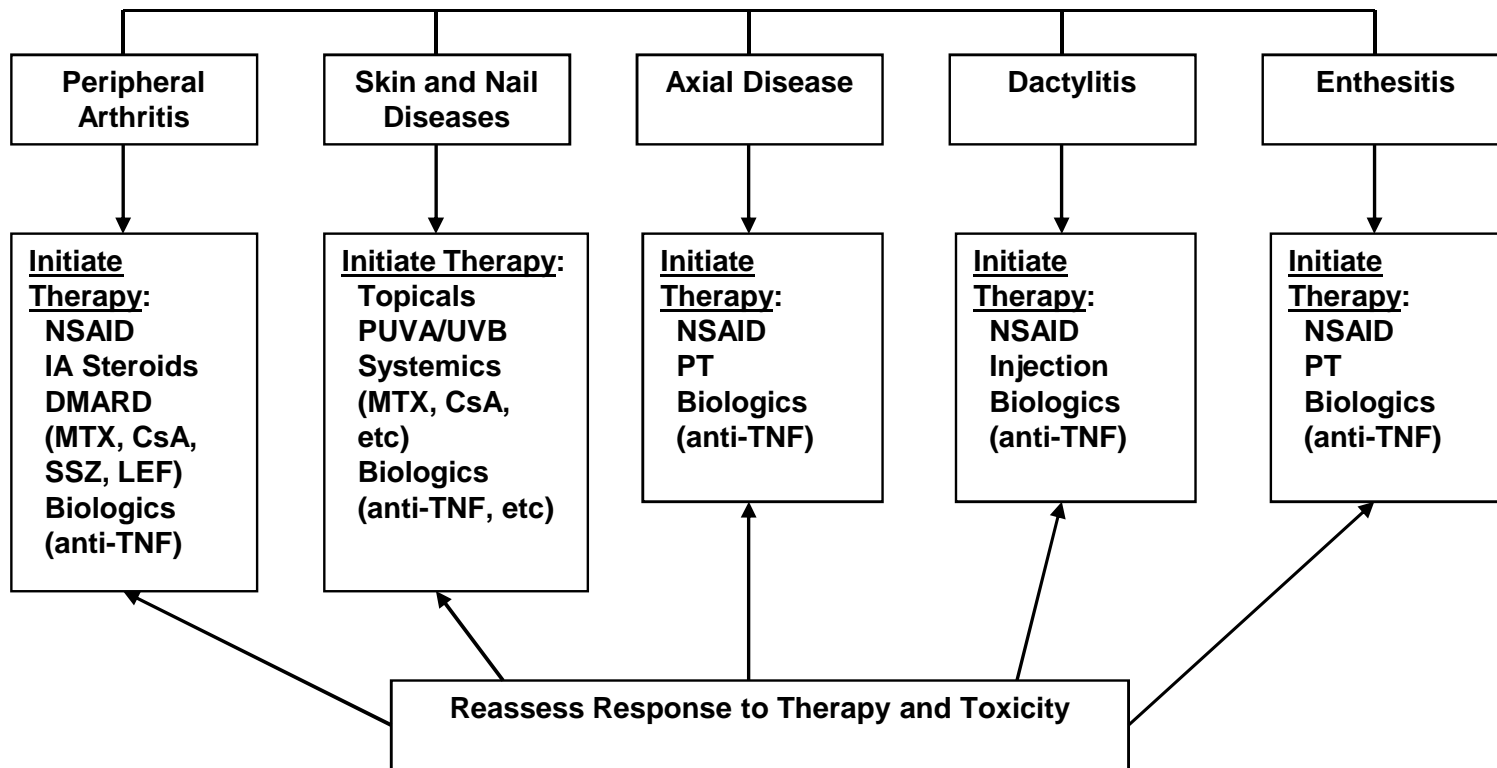 Peripheral
Arthritis
Skin and Nail
Diseases
Axial Disease
Dactylitis
Enthesitis
Initiate
Therapy:
NSAID
IA Steroids
DMARD
(MTX, CsA,
SSZ, LEF)
Biologics
(anti-TNF)
Initiate Therapy:
Topicals
PUVA/UVB
Systemics
(MTX, CsA,
etc)
Biologics
(anti-TNF, etc)
Initiate
Therapy:
NSAID
PT
Biologics
(anti-TNF)
Initiate
Therapy:
NSAID
Injection
Biologics
(anti-TNF)
Initiate
Therapy:
NSAID
PT
Biologics
(anti-TNF)
Reassess Response to Therapy and Toxicity